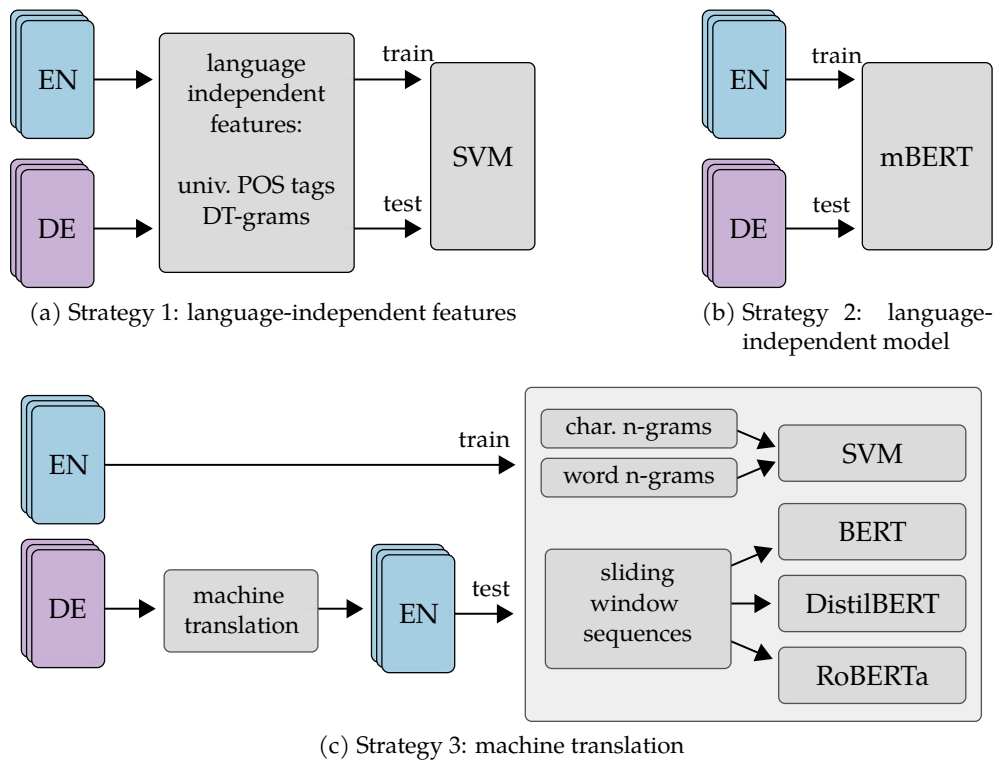 EN
DE
language
independent
features:
univ. POS tags
DT-grams
train
test
SVM
(a) Strategy 1: language-independent features
EN
DE
train
test
mBERT
(b) Strategy 2: language-
independent model
EN
train
DE
machine
translation
EN
test
char. n-grams
word n-grams
SVM
sliding
window
sequences
BERT
DistilBERT
RoBERTa
(c) Strategy 3: machine translation